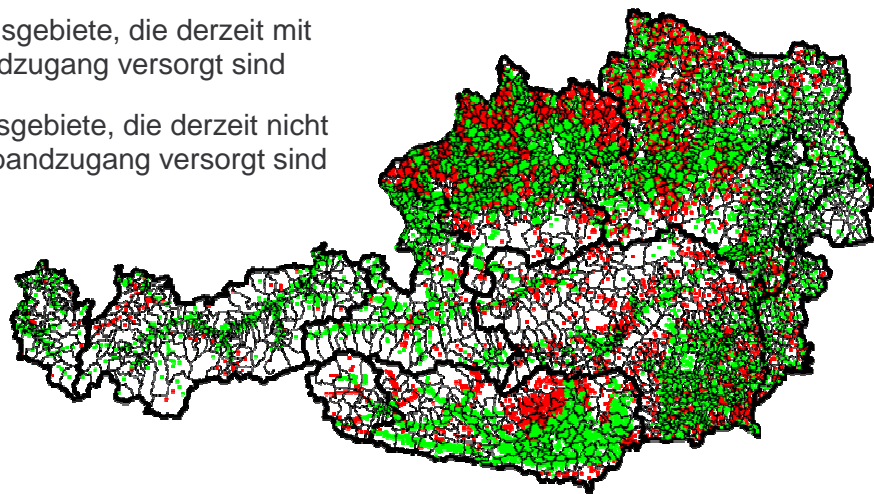 sgebiete, die derzeit mit
dzugang versorgt sind
sgebiete, die derzeit nicht
bandzugang versorgt sind